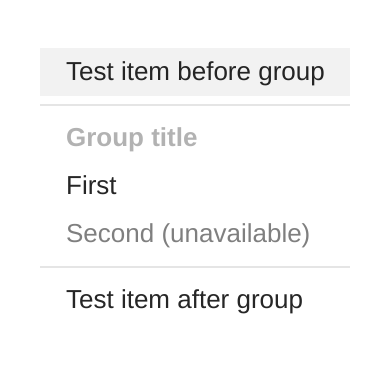 Test item before group
Group title
First
Second (unavailable)
Test item after group